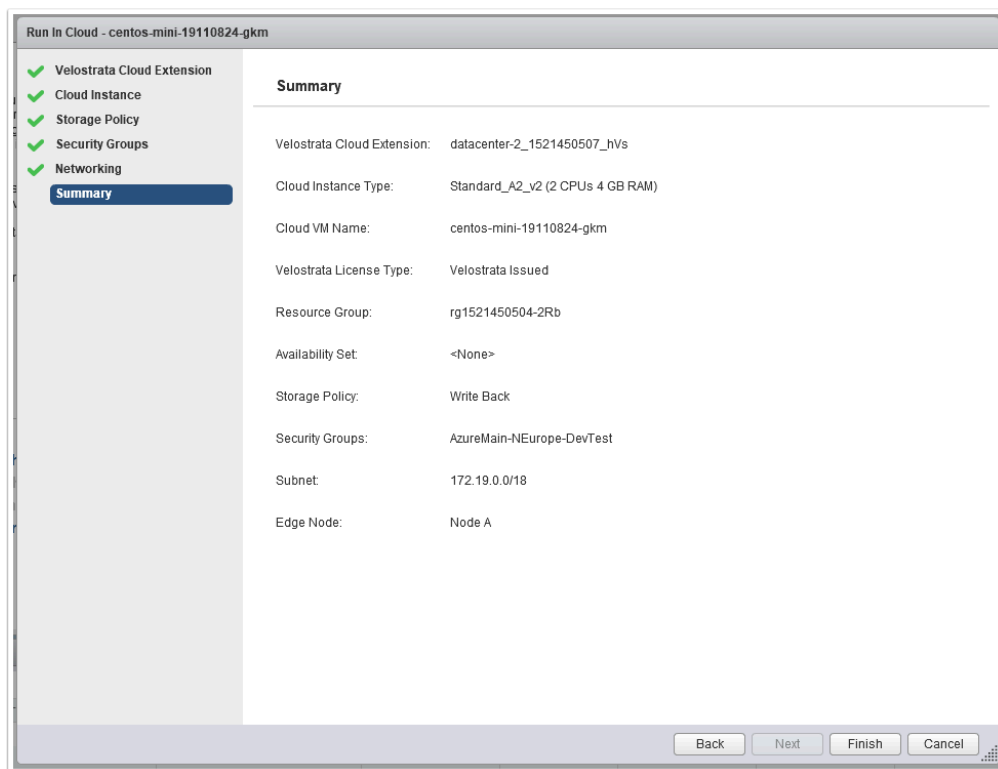 Run In Cloud - centos-mini-19110824-gkm
Velostrata Cloud Extension
Cloud Instance
Storage Policy
Security Groups
Networking
Summary
Summary
Velostrata Cloud Extension: datacenter-2_1521450507_hVs
Cloud Instance Type: Standard_A2_v2 (2 CPUs 4 GB RAM)
Cloud VM Name: centos-mini-19110824-gkm
Velostrata License Type: Velostrata Issued
Resource Group: rg1521450504-2Rb
Availability Set: <None>
Storage Policy: Write Back
Security Groups: AzureMain-NEurope-DevTest
Subnet: 172.19.0.0/18
Edge Node: Node A
Back Next Finish Cancel